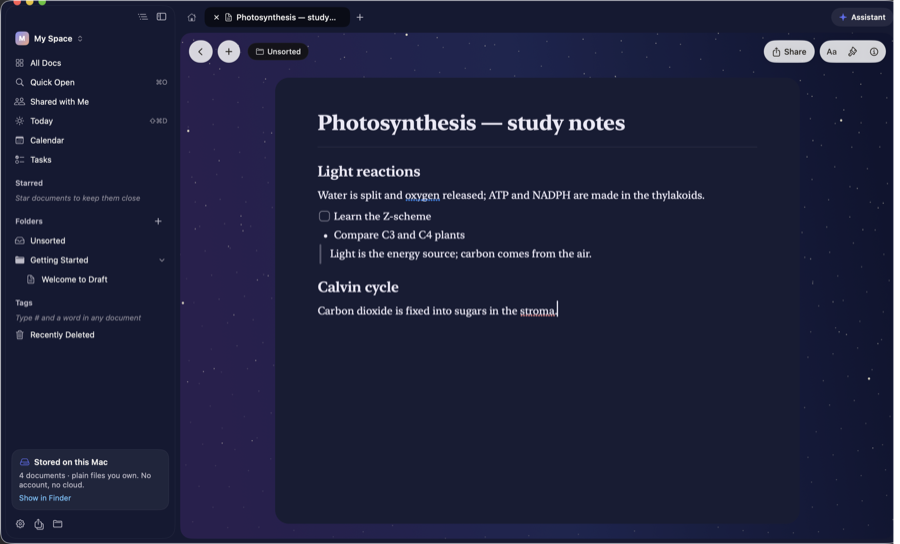 Photosynthesis — study...
Assistant
M My Space
All Docs
Quick Open ⌘O
Shared with Me
Today ⇧⌘D
Calendar
Tasks
Starred
Star documents to keep them close
Folders
Unsorted
Getting Started
Welcome to Draft
Tags
Type # and a word in any document
Recently Deleted
Stored on this Mac
4 documents · plain files you own. No
account, no cloud.
Show in Finder
Unsorted
Share
Aa
Photosynthesis — study notes
Light reactions
Water is split and oxygen released; ATP and NADPH are made in the thylakoids.
Learn the Z-scheme
• Compare C3 and C4 plants
Light is the energy source; carbon comes from the air.
Calvin cycle
Carbon dioxide is fixed into sugars in the stroma.